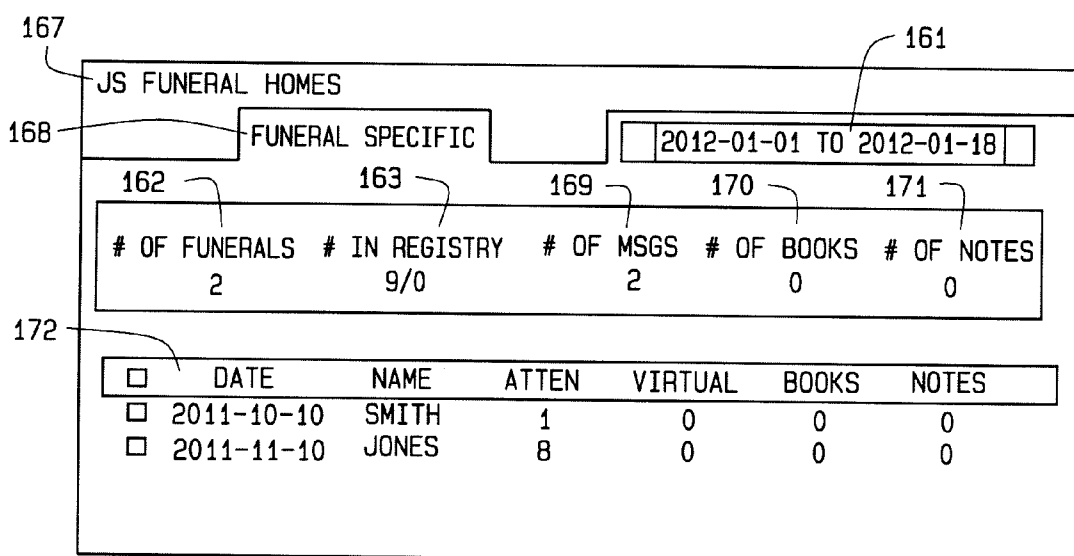 167
161
JS FUNERAL HOMES
168
FUNERAL SPECIFIC
2012-01-01 TO 2012-01-18
162 163 169 170 171
# OF FUNERALS # IN REGISTRY # OF MSGS # OF BOOKS # OF NOTES
2 9/0 2 0 0
172
DATE NAME ATTEN VIRTUAL BOOKS NOTES
2011-10-10 SMITH 1 0 0 0
2011-11-10 JONES 8 0 0 0